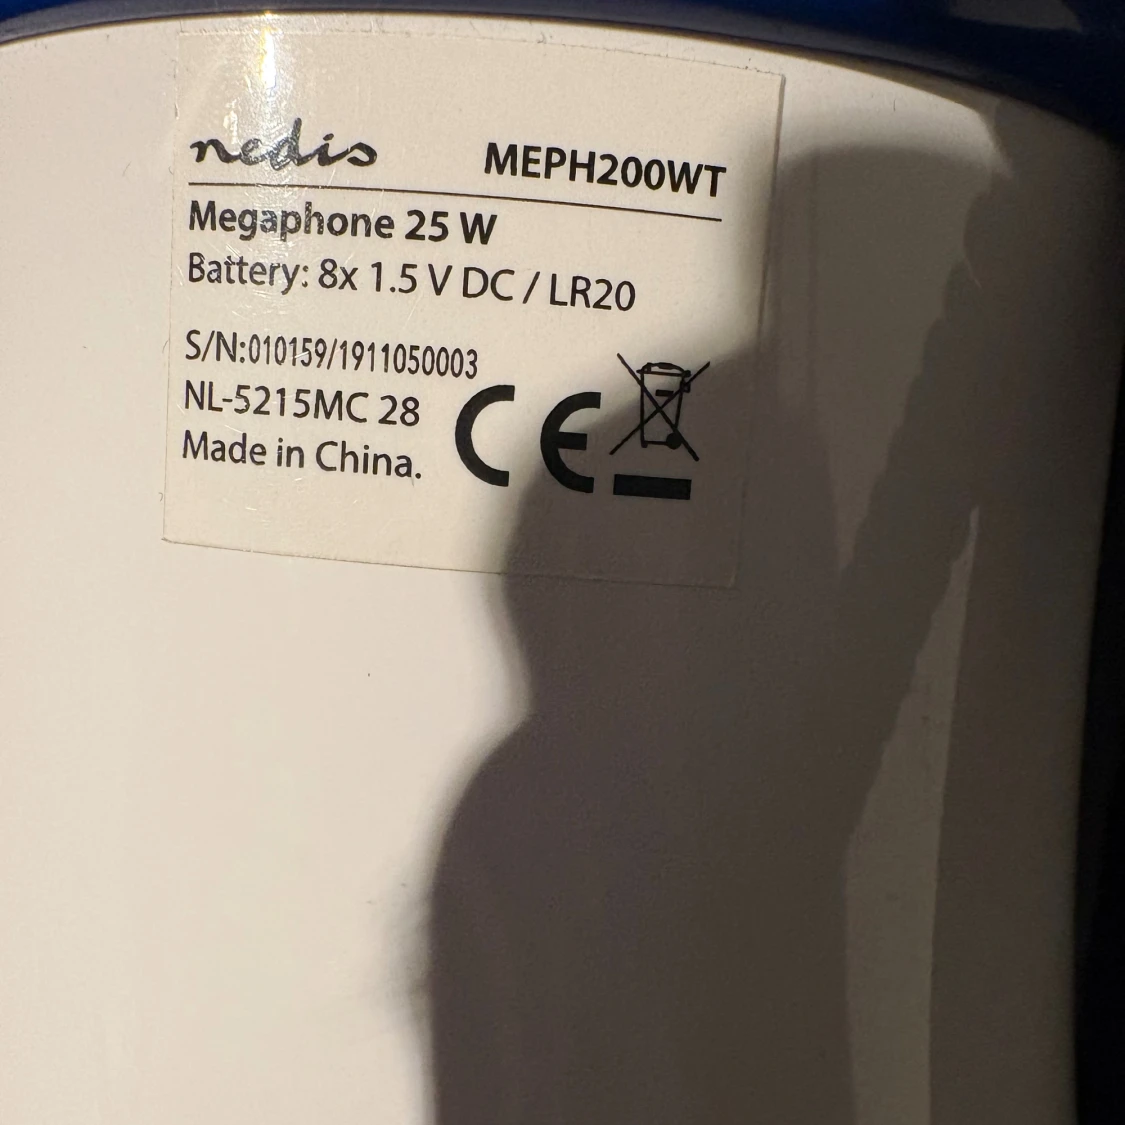 nedis MEPH200WT
Megaphone 25 W
Battery: 8x 1.5 V DC / LR20
S/N:010159/1911050003
NL-5215MC 28
Made in China.
CE